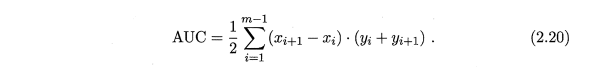 AUC = \frac{1}{2} \sum_{i=1}^{m-1} (x_{i+1} - x_i) \cdot (y_i + y_{i+1}) . (2.20)